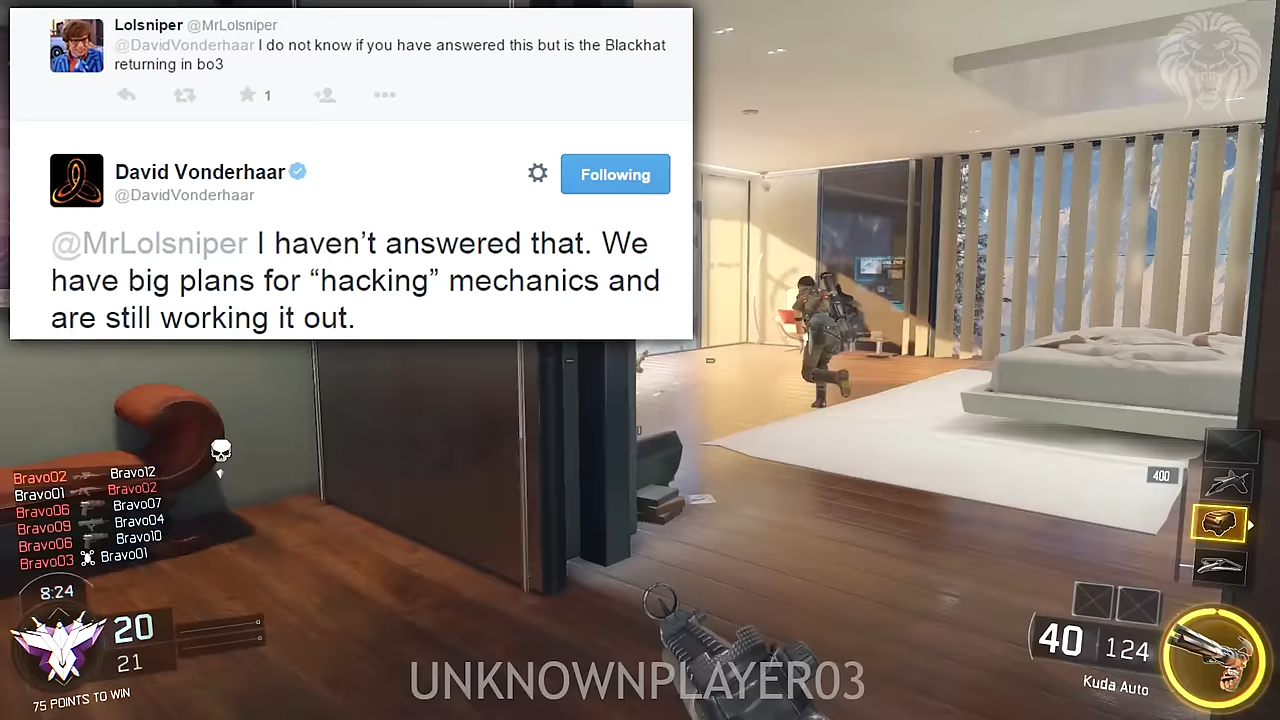 Lolsniper @MrLolsniper
@DavidVonderhaar I do not know if you have answered this but is the Blackhat
returning in bo3
1
David Vonderhaar
@DavidVonderhaar
Following
@MrLolsniper I haven’t answered that. We
have big plans for “hacking” mechanics and
are still working it out.
400
Bravo02 Bravo12
Bravo01 Bravo02
Bravo06 Bravo07
Bravo09 Bravo04
Bravo06 Bravo10
Bravo03 Bravo01
8:24
20
21
75 POINTS TO WIN
40 124
Kuda Auto
UNKNOWNPLAYER03